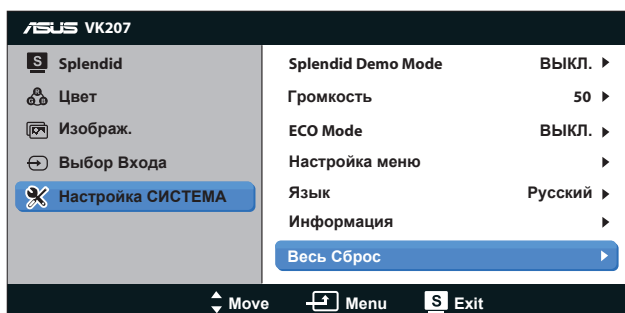 ASUS VK207
S Splendid
Цвет
Изображ.
Выбор Входа
Настройка СИСТЕМА
Splendid Demo Mode ВЫКЛ.
Громкость 50
ECO Mode ВЫКЛ.
Настройка меню
Язык Русский
Информация
Весь Сброс
Move Menu S Exit